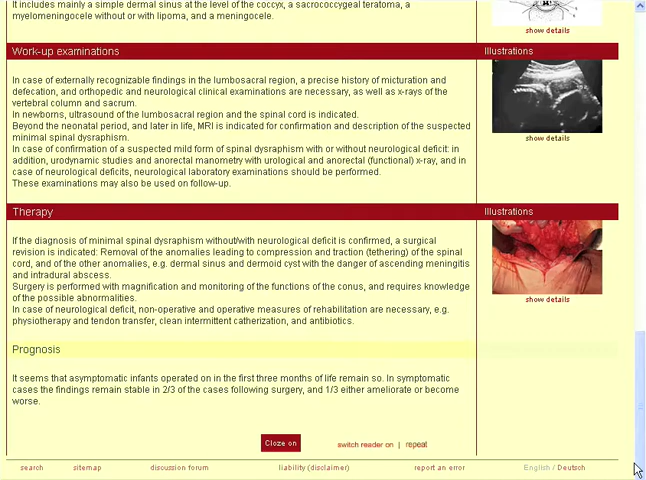 It includes mainly a simple dermal sinus at the level of the coccyx, a sacrococcygeal teratoma, a
myelomeningocele without or with lipoma, and a meningocele.
show details
Work-up examinations
Illustrations
In case of externally recognizable findings in the lumbosacral region, a precise history of micturition and
defecation, and orthopedic and neurological clinical examinations are necessary, as well as x-rays of the
vertebral column and sacrum.
In newborns, ultrasound of the lumbosacral region and the spinal cord is indicated.
Beyond the neonatal period, and later in life, MRI is indicated for confirmation and description of the suspected
minimal spinal dysraphism.
In case of confirmation of a suspected mild form of spinal dysraphism with or without neurological deficit: in
addition, urodynamic studies and anorectal manometry with urological and anorectal (functional) x-ray, and in
case of neurological deficits, neurological laboratory examinations should be performed.
These examinations may also be used on follow-up.
show details
Therapy
Illustrations
If the diagnosis of minimal spinal dysraphism without/with neurological deficit is confirmed, a surgical
revision is indicated: Removal of the anomalies leading to compression and traction (tethering) of the spinal
cord, and of the other anomalies, e.g. dermal sinus and dermoid cyst with the danger of ascending meningitis
and intradural abscess.
Surgery is performed with magnification and monitoring of the functions of the conus, and requires knowledge
of the possible abnormalities.
In case of neurological deficit, non-operative and operative measures of rehabilitation are necessary, e.g.
physiotherapy and tendon transfer, clean intermittent catherization, and antibiotics.
show details
Prognosis
It seems that asymptomatic infants operated on in the first three months of life remain so. In symptomatic
cases the findings remain stable in 2/3 of the cases following surgery, and 1/3 either ameliorate or become
worse.
Cloze on
switch reader on | repeat
search sitemap discussion forum liability (disclaimer) report an error English / Deutsch